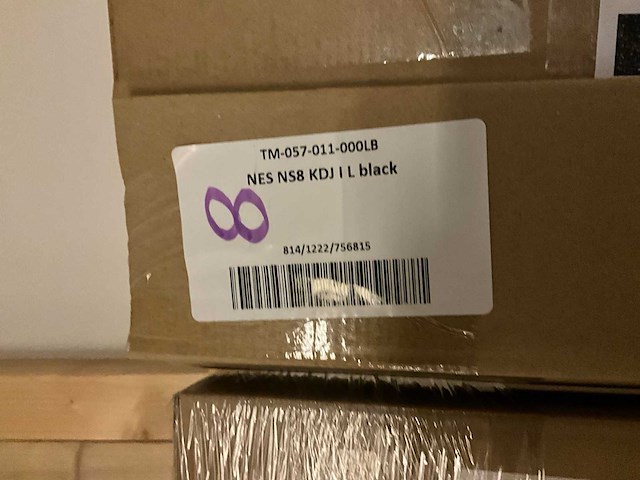 TM-057-011-000LB
NES NS8 KDJ I L black
8
814/1222/756815